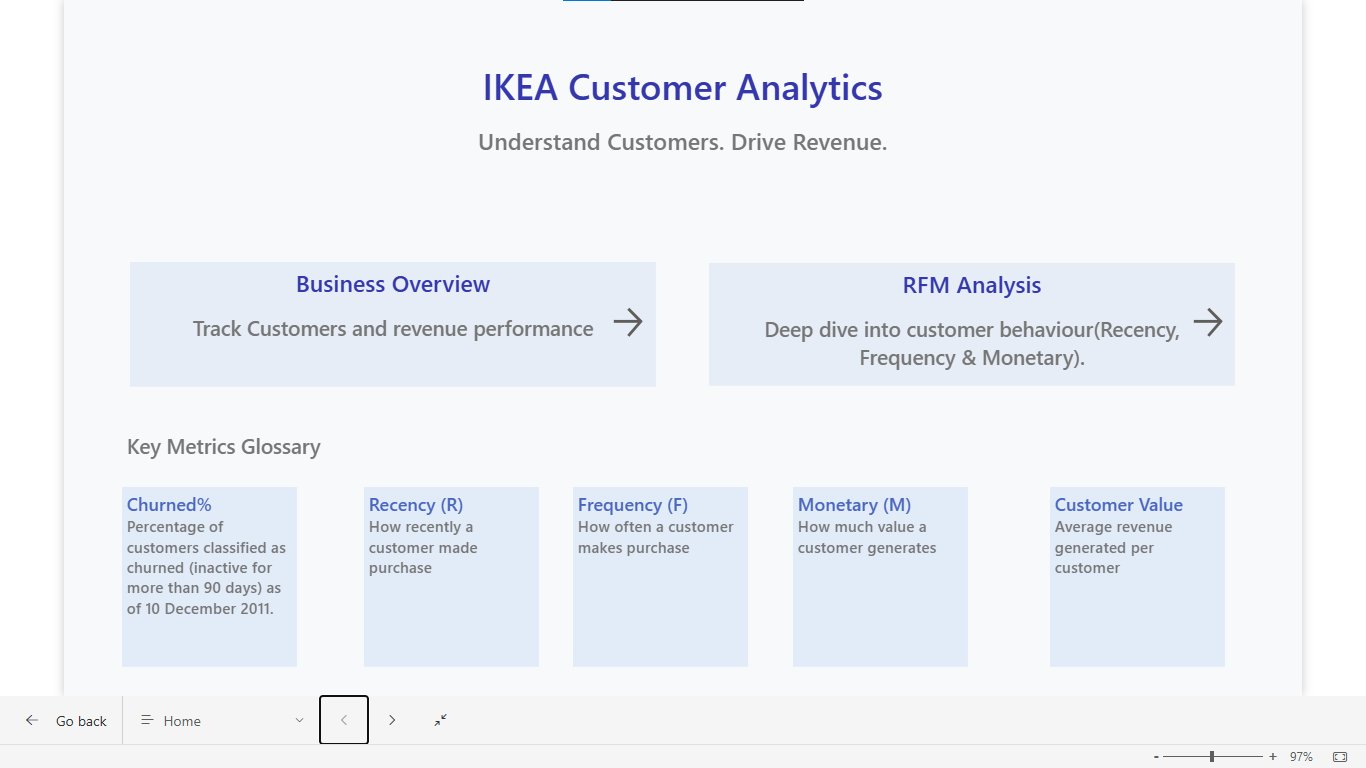 IKEA Customer Analytics
Understand Customers. Drive Revenue.
Business Overview
Track Customers and revenue performance
RFM Analysis
Deep dive into customer behaviour(Recency,
Frequency & Monetary).
Key Metrics Glossary
Churned%
Percentage of
customers classified as
churned (inactive for
more than 90 days) as
of 10 December 2011.
Recency (R)
How recently a
customer made
purchase
Frequency (F)
How often a customer
makes purchase
Monetary (M)
How much value a
customer generates
Customer Value
Average revenue
generated per
customer
Go back
Home
- + 97%